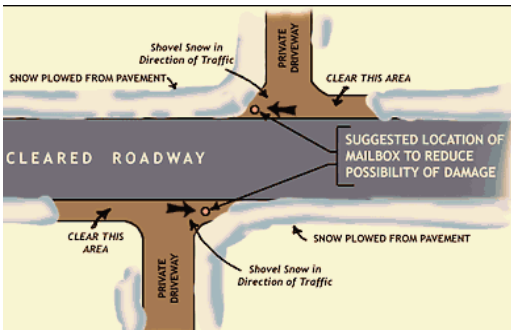 Shovel Snow in
Direction of Traffic
PRIVATE
DRIVEWAY
SNOW PLOWED FROM PAVEMENT
CLEAR THIS AREA
CLEARED ROADWAY
SUGGESTED LOCATION OF
MAILBOX TO REDUCE
POSSIBILITY OF DAMAGE
CLEAR THIS
AREA
SNOW PLOWED FROM PAVEMENT
PRIVATE
DRIVEWAY
Shovel Snow in
Direction of Traffic